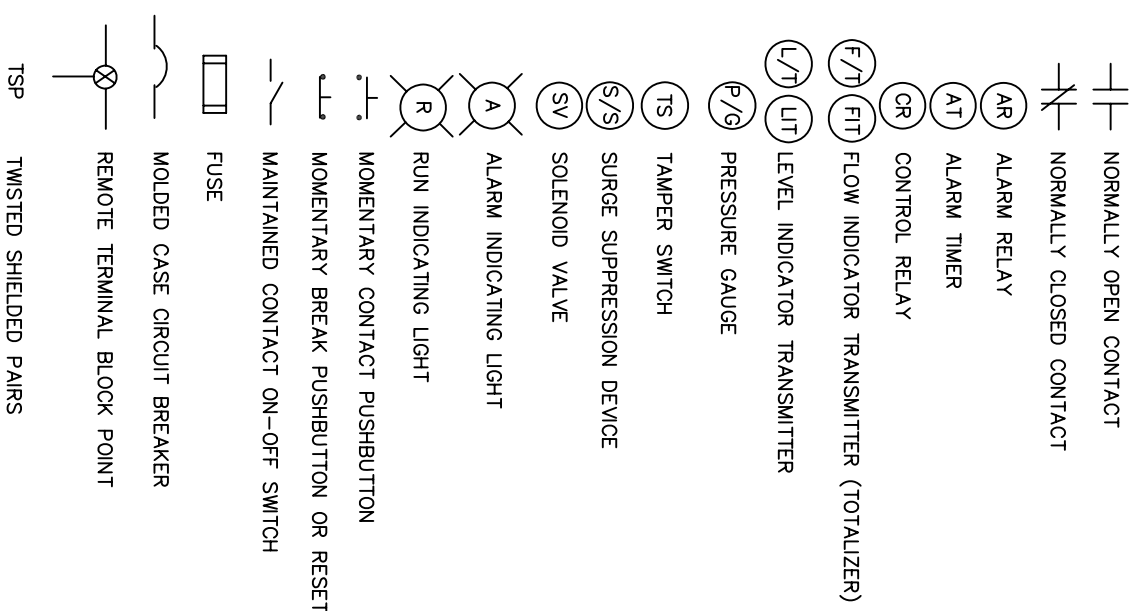 NORMALLY OPEN CONTACT
NORMALLY CLOSED CONTACT
AR ALARM RELAY
AT ALARM TIMER
CR CONTROL RELAY
F/T FIT FLOW INDICATOR TRANSMITTER (TOTALIZER)
L/T LIT LEVEL INDICATOR TRANSMITTER
P/G PRESSURE GAUGE
TS TAMPER SWITCH
S/S SURGE SUPPRESSION DEVICE
SV SOLENOID VALVE
A ALARM INDICATING LIGHT
R RUN INDICATING LIGHT
MOMENTARY CONTACT PUSHBUTTON
MOMENTARY BREAK PUSHBUTTON OR RESET
MAINTAINED CONTACT ON-OFF SWITCH
FUSE
MOLDED CASE CIRCUIT BREAKER
REMOTE TERMINAL BLOCK POINT
TSP TWISTED SHIELDED PAIRS